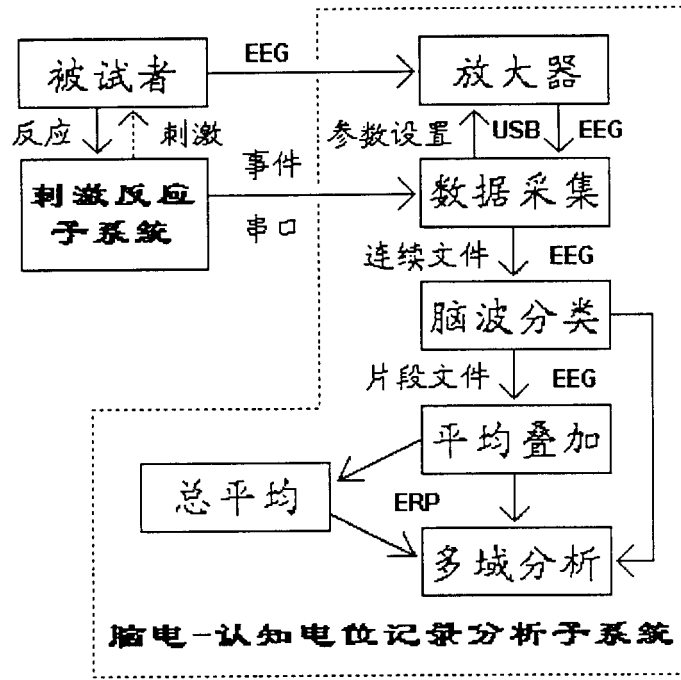 被试者
EEG
放大器
反应
刺激
参数设置
USB
EEG
刺激反应
子系统
事件
串口
数据采集
连续文件
EEG
脑波分类
片段文件
EEG
平均叠加
总平均
ERP
多域分析
脑电-认知电位记录分析子系统